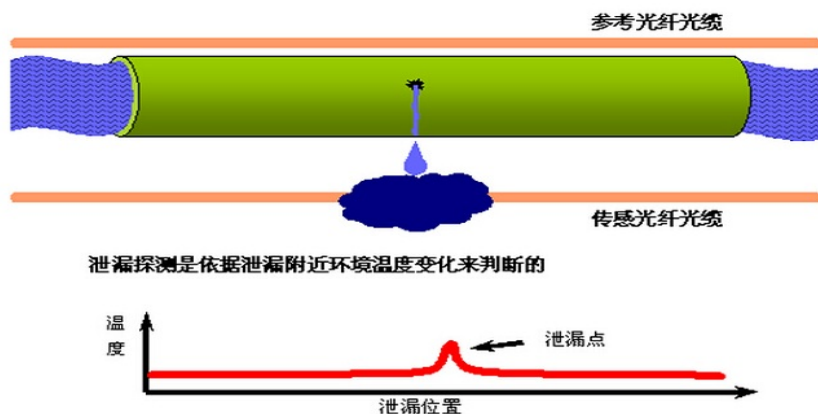 参考光纤光缆
传感光纤光缆
泄漏探测是依据泄漏附近环境温度变化来判断的
温度
泄漏点
泄漏位置